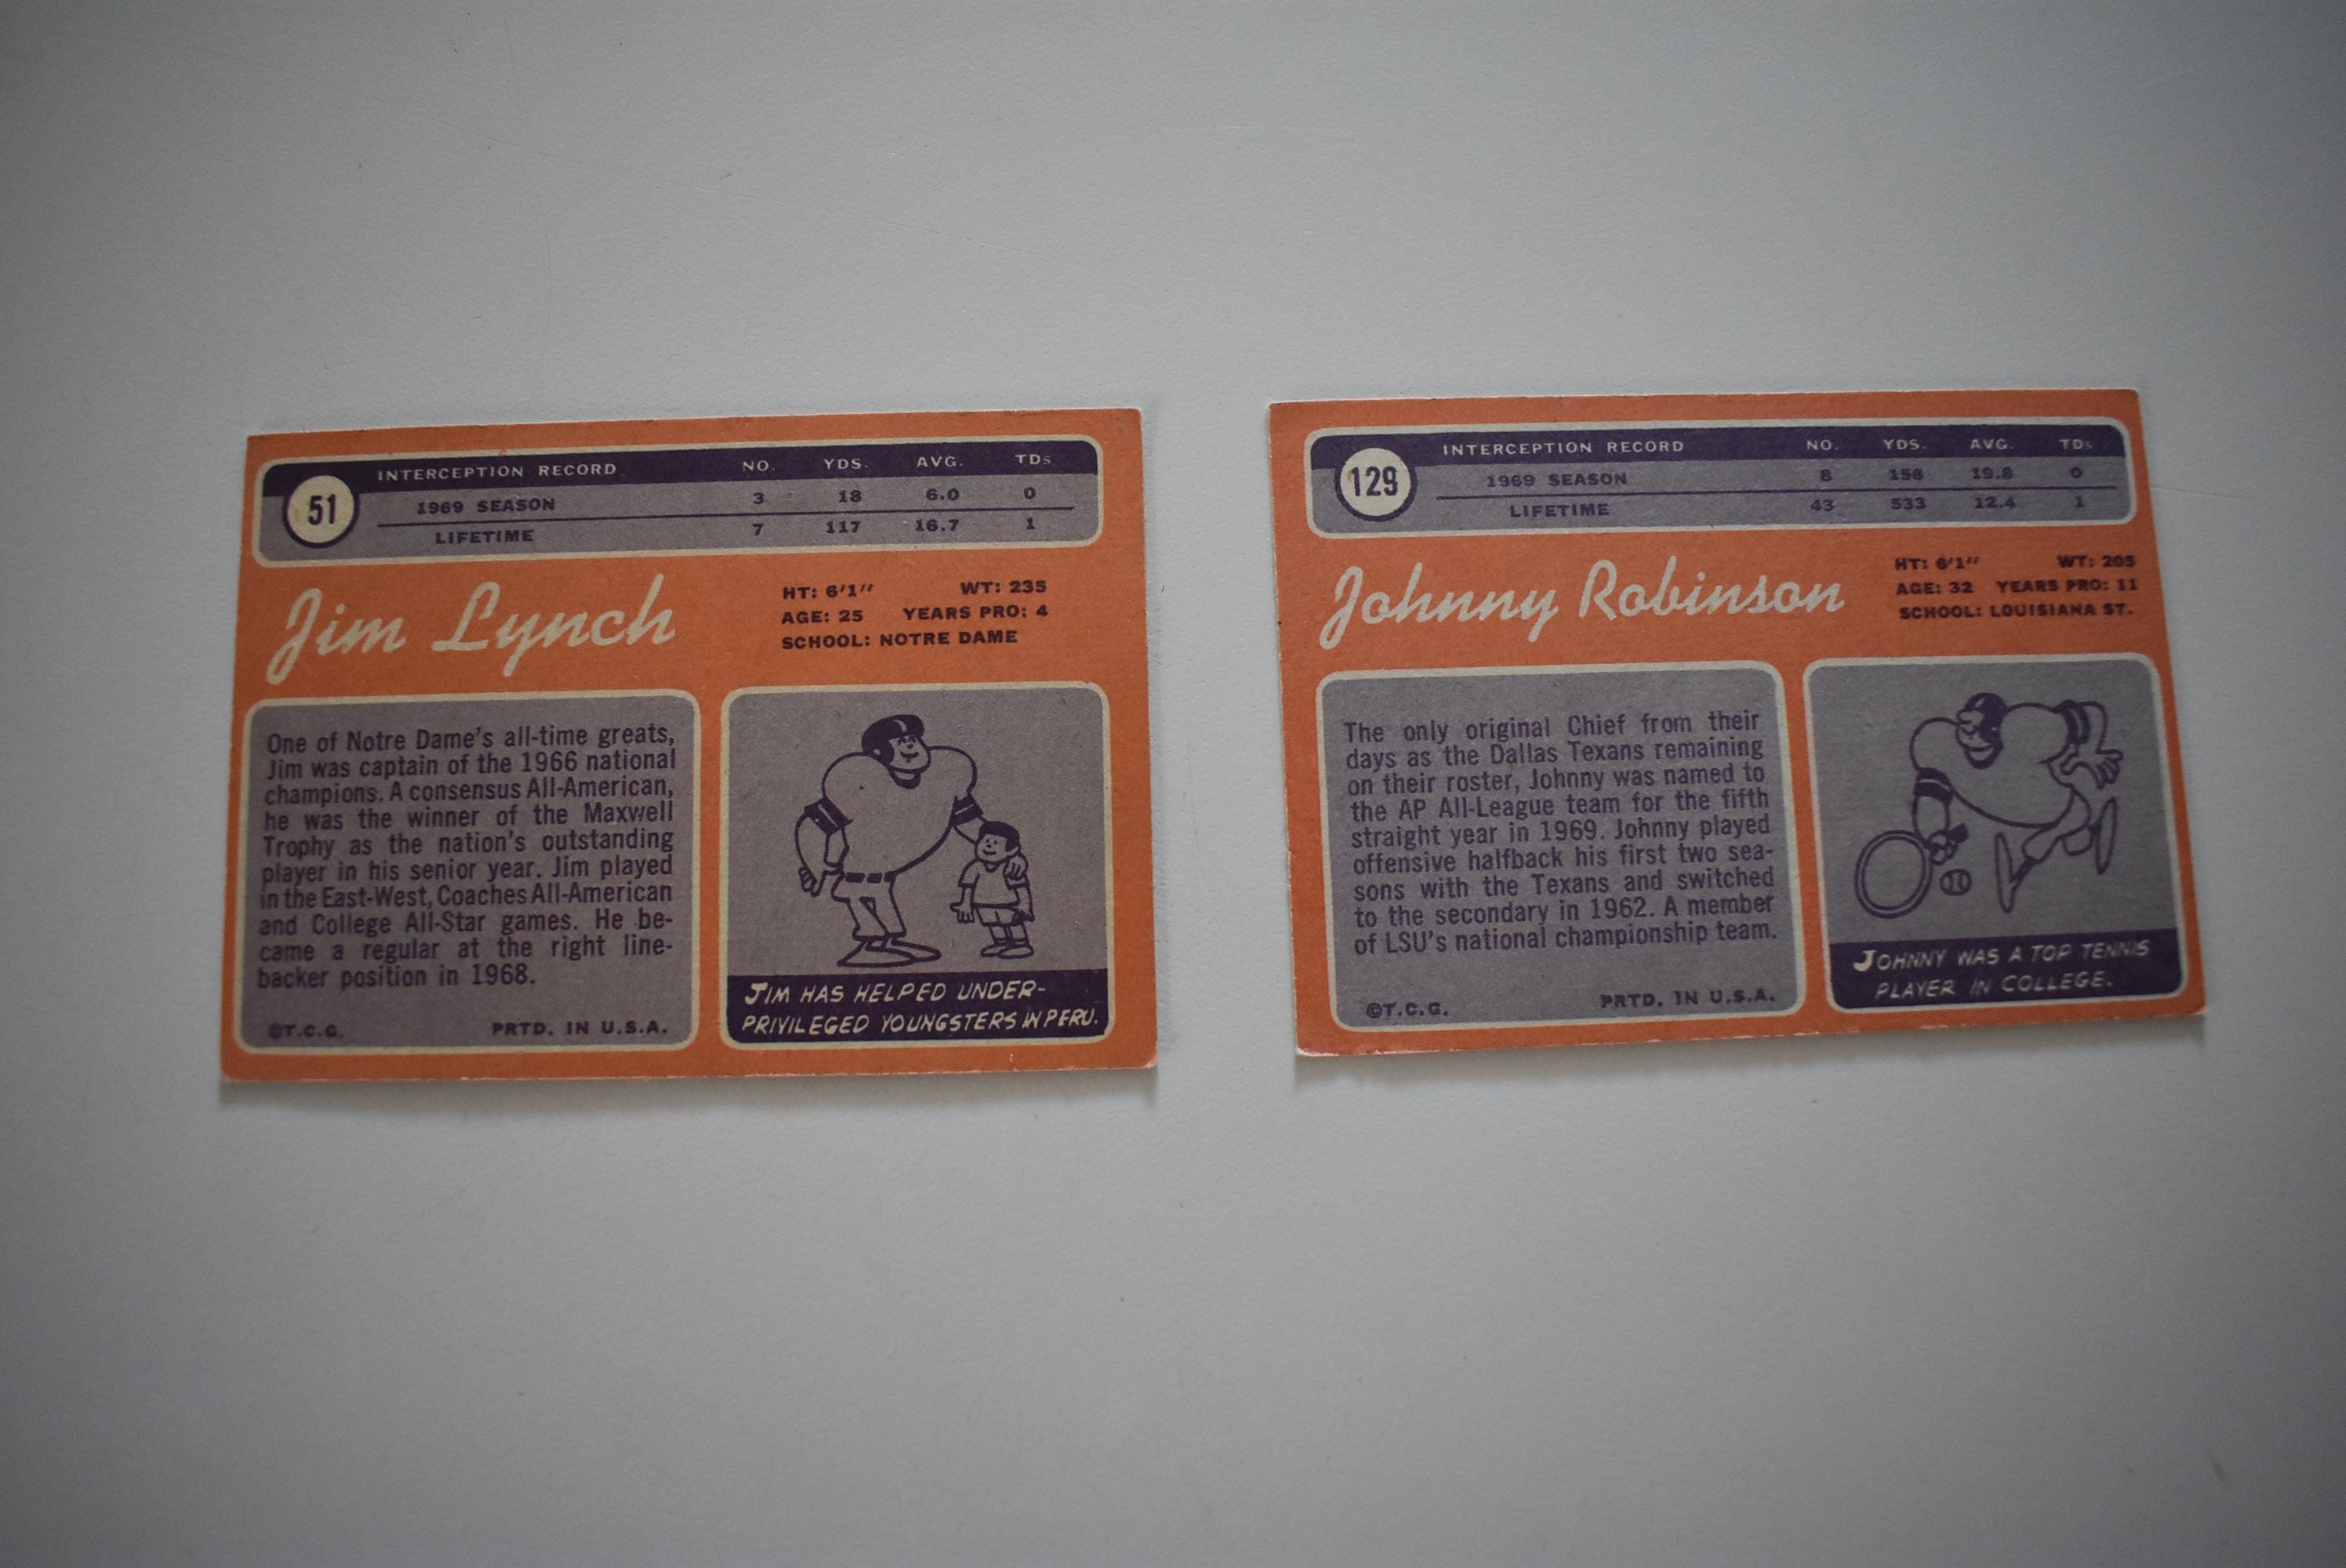 51
INTERCEPTION RECORD NO. YDS. AVG. TDs
1969 SEASON 3 18 6.0 0
LIFETIME 7 117 16.7 1
Jim Lynch
HT: 6'1" WT: 235
AGE: 25 YEARS PRO: 4
SCHOOL: NOTRE DAME
One of Notre Dame's all-time greats,
Jim was captain of the 1966 national
champions. A consensus All-American,
he was the winner of the Maxwell
Trophy as the nation's outstanding
player in his senior year. Jim played
in the East-West, Coaches All-American
and College All-Star games. He be-
came a regular at the right line-
backer position in 1968.
©T.C.G. PRTD. IN U.S.A.
JIM HAS HELPED UNDER-
PRIVILEGED YOUNGSTERS IN PERU.
129
INTERCEPTION RECORD NO. YDS. AVG. TDs
1969 SEASON 8 158 19.8 0
LIFETIME 43 533 12.4 1
Johnny Robinson
HT: 6'1" WT: 205
AGE: 32 YEARS PRO: 11
SCHOOL: LOUISIANA ST.
The only original Chief from their
days as the Dallas Texans remaining
on their roster, Johnny was named to
the AP All-League team for the fifth
straight year in 1969. Johnny played
offensive halfback his first two sea-
sons with the Texans and switched
to the secondary in 1962. A member
of LSU's national championship team.
©T.C.G. PRTD. IN U.S.A.
JOHNNY WAS A TOP TENNIS
PLAYER IN COLLEGE.